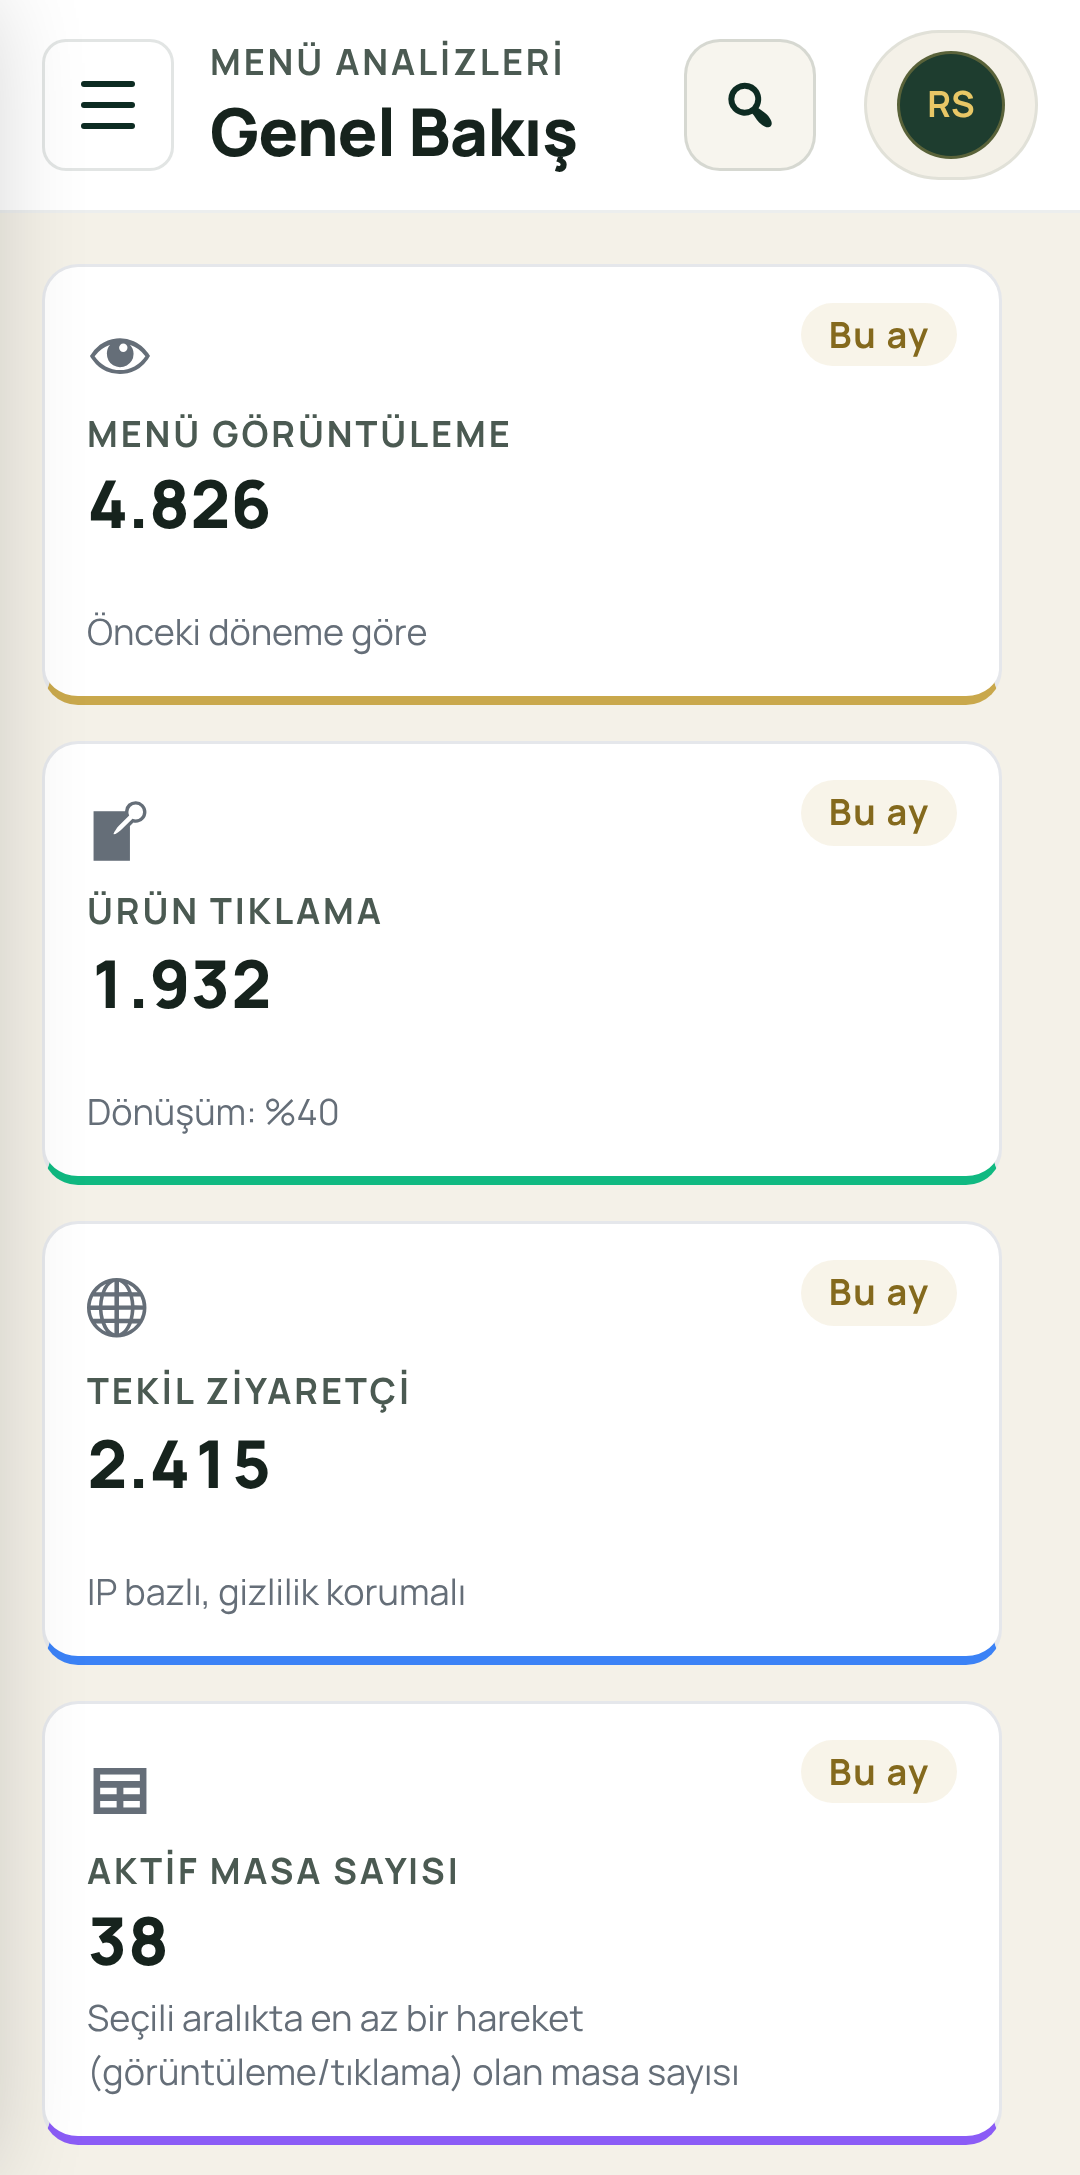 MENÜ ANALİZLERİ
Genel Bakış
RS
Bu ay
MENÜ GÖRÜNTÜLEME
4.826
Önceki döneme göre
Bu ay
ÜRÜN TIKLAMA
1.932
Dönüşüm: %40
Bu ay
TEKİL ZİYARETÇİ
2.415
IP bazlı, gizlilik korumalı
Bu ay
AKTİF MASA SAYISI
38
Seçili aralıkta en az bir hareket
(görüntüleme/tıklama) olan masa sayısı